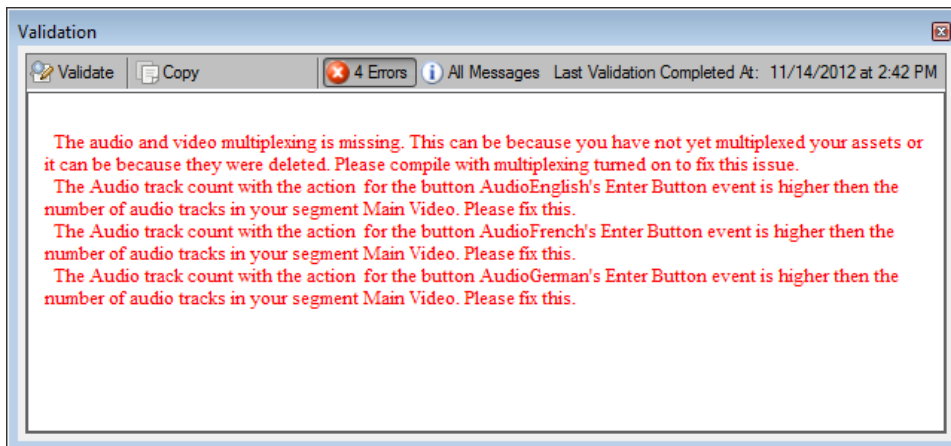 Validation
Validate Copy 4 Errors All Messages Last Validation Completed At: 11/14/2012 at 2:42 PM
The audio and video multiplexing is missing. This can be because you have not yet multiplexed your assets or
it can be because they were deleted. Please compile with multiplexing turned on to fix this issue.
The Audio track count with the action for the button AudioEnglish's Enter Button event is higher then the
number of audio tracks in your segment Main Video. Please fix this.
The Audio track count with the action for the button AudioFrench's Enter Button event is higher then the
number of audio tracks in your segment Main Video. Please fix this.
The Audio track count with the action for the button AudioGerman's Enter Button event is higher then the
number of audio tracks in your segment Main Video. Please fix this.